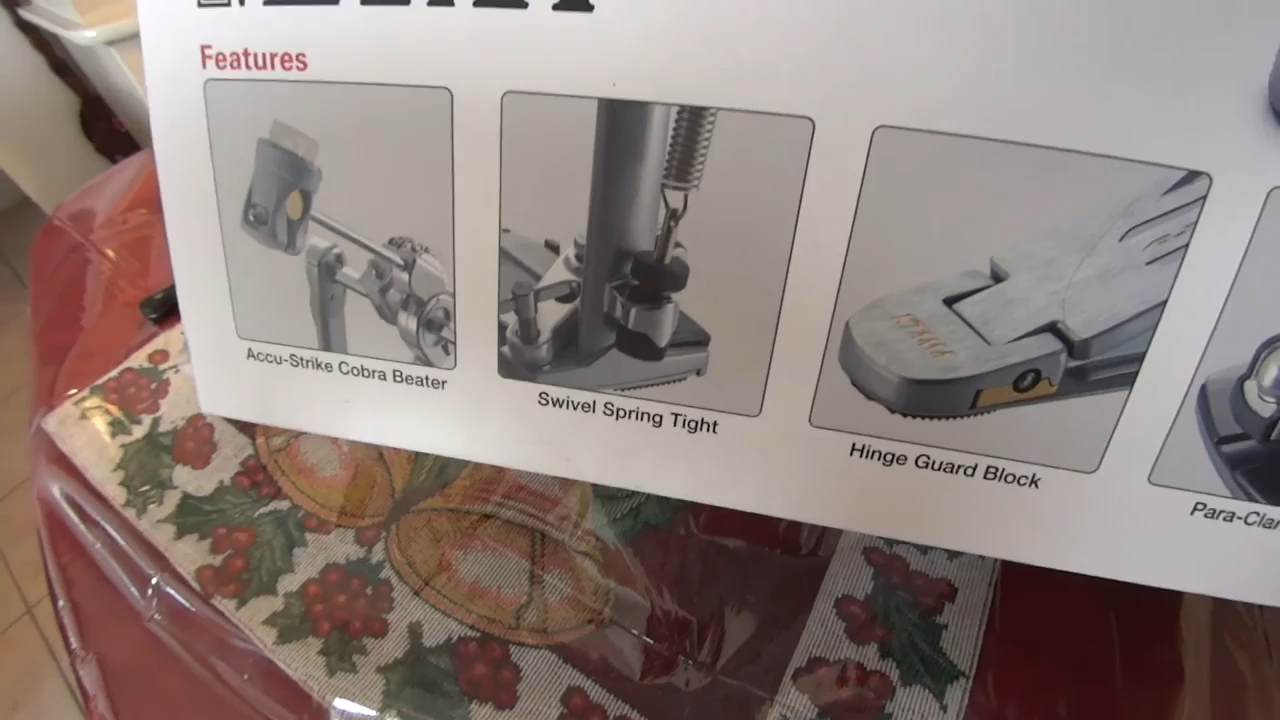 Features
Accu-Strike Cobra Beater
Swivel Spring Tight
Hinge Guard Block